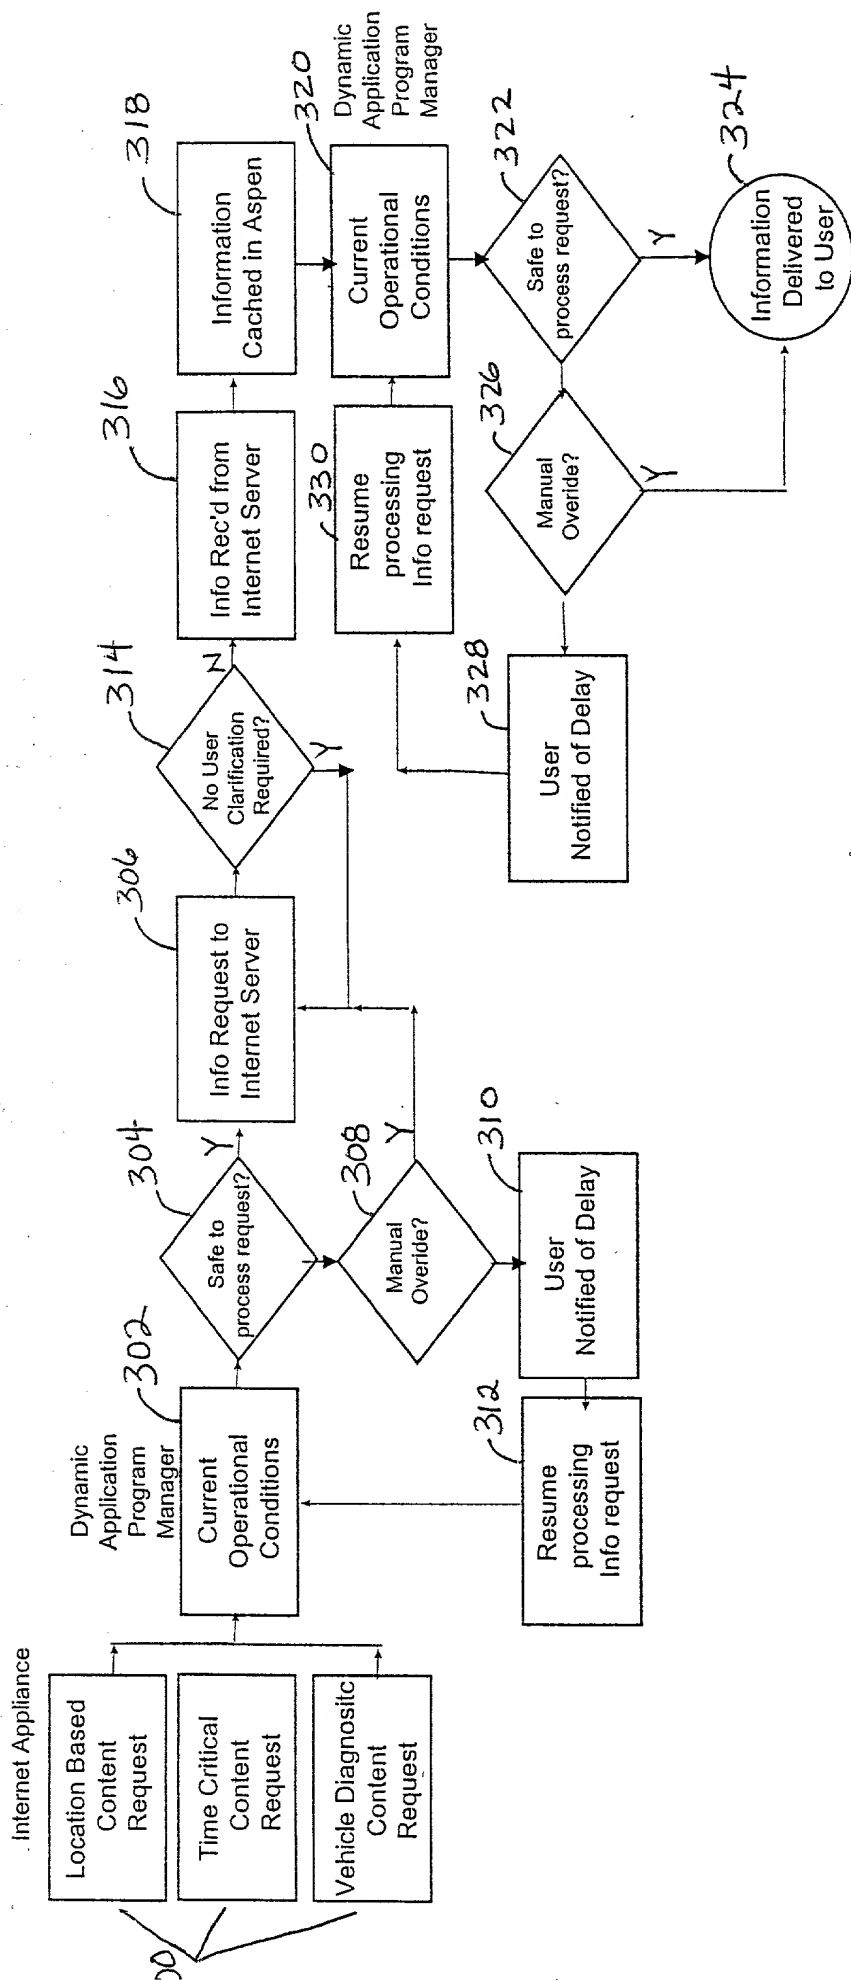 Internet Appliance
Location Based
Content
Request
Time Critical
Content
Request
Vehicle Diagnositc
Content
Request
Dynamic
Application
Program
Manager
302
Current
Operational
Conditions
304
Safe to
process request?
Y
308
Manual
Overide?
Y
310
User
Notified of Delay
312
Resume
processing
Info request
306
Info Request to
Internet Server
314
No User
Clarification
Required?
N
Y
316
Info Rec'd from
Internet Server
318
Information
Cached in Aspen
320
Dynamic
Application
Program
Manager
Current
Operational
Conditions
330
Resume
processing
Info request
322
Safe to
process request?
Y
326
Manual
Overide?
Y
328
User
Notified of Delay
324
Information
Delivered
to User